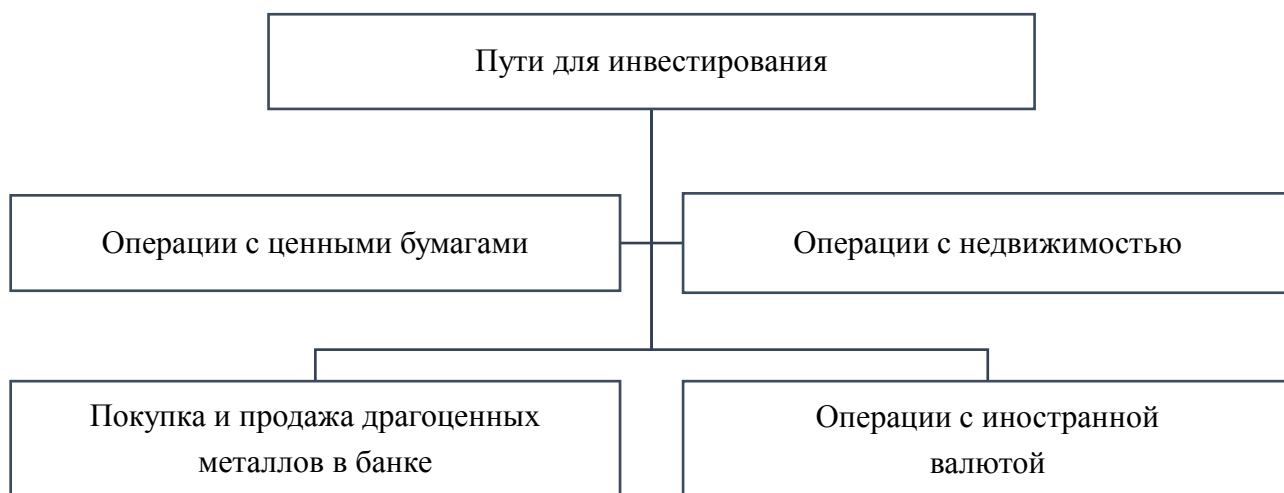 Пути для инвестирования
Операции с ценными бумагами
Операции с недвижимостью
Покупка и продажа драгоценных
металлов в банке
Операции с иностранной
валютой